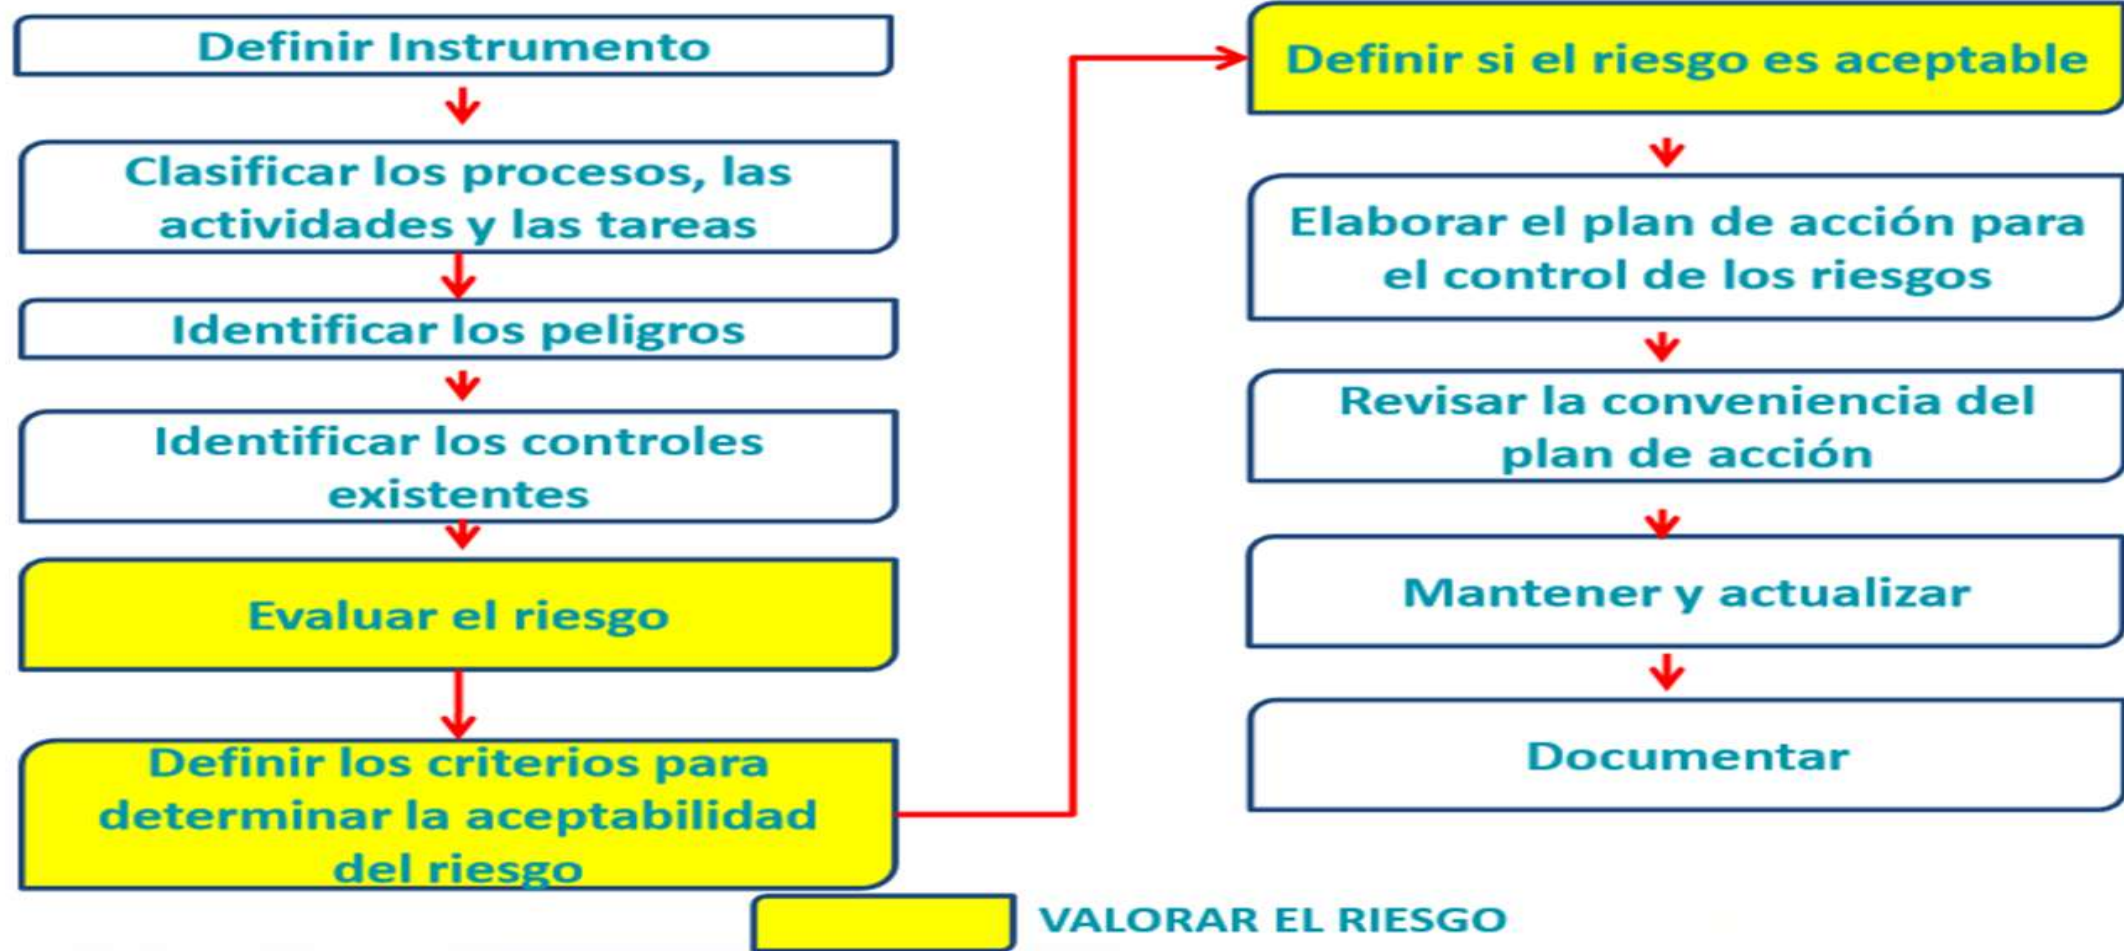 Definir Instrumento
Clasificar los procesos, las
actividades y las tareas
Identificar los peligros
Identificar los controles
existentes
Evaluar el riesgo
Definir los criterios para
determinar la aceptabilidad
del riesgo
Definir si el riesgo es aceptable
Elaborar el plan de acción para
el control de los riesgos
Revisar la conveniencia del
plan de acción
Mantener y actualizar
Documentar
VALORAR EL RIESGO